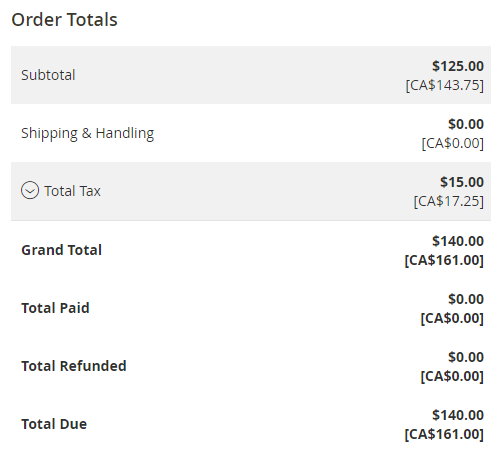 Order Totals
Subtotal
$125.00
[CA$143.75]
Shipping & Handling
$0.00
[CA$0.00]
Total Tax
$15.00
[CA$17.25]
Grand Total
$140.00
[CA$161.00]
Total Paid
$0.00
[CA$0.00]
Total Refunded
$0.00
[CA$0.00]
Total Due
$140.00
[CA$161.00]